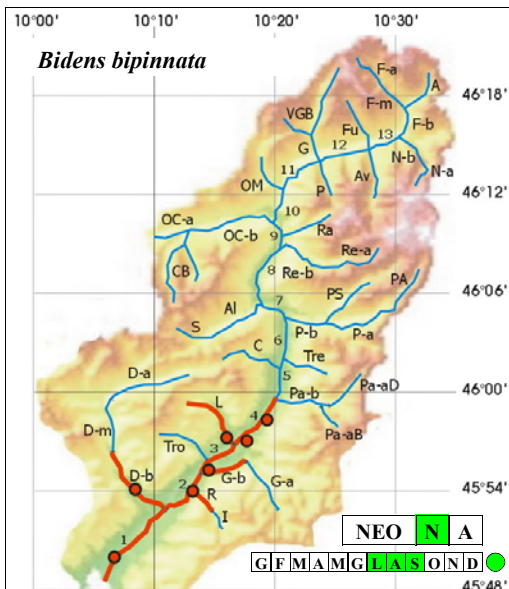 10°00' 10°10' 10°20' 10°30'
Bidens bipinnata
F-a
A
46°18'
F-m
VGB
F-b
Fu
13
G
12
N-b
11
N-a
OM
P
Av
46°12'
10
OC-a
Ra
OC-b
9
Re-a
8
CB
Re-b
PA
PS
46°06'
7
Al
S
P-b
P-a
6
C
Tre
D-a
5
Pa-aD
46°00'
Pa-b
L
4
D-m
Pa-aB
Tro
3
D-b
G-b
G-a
2
R
45°54'
I
NEO N A
1
G F M A M G L A S O N D
45°48'